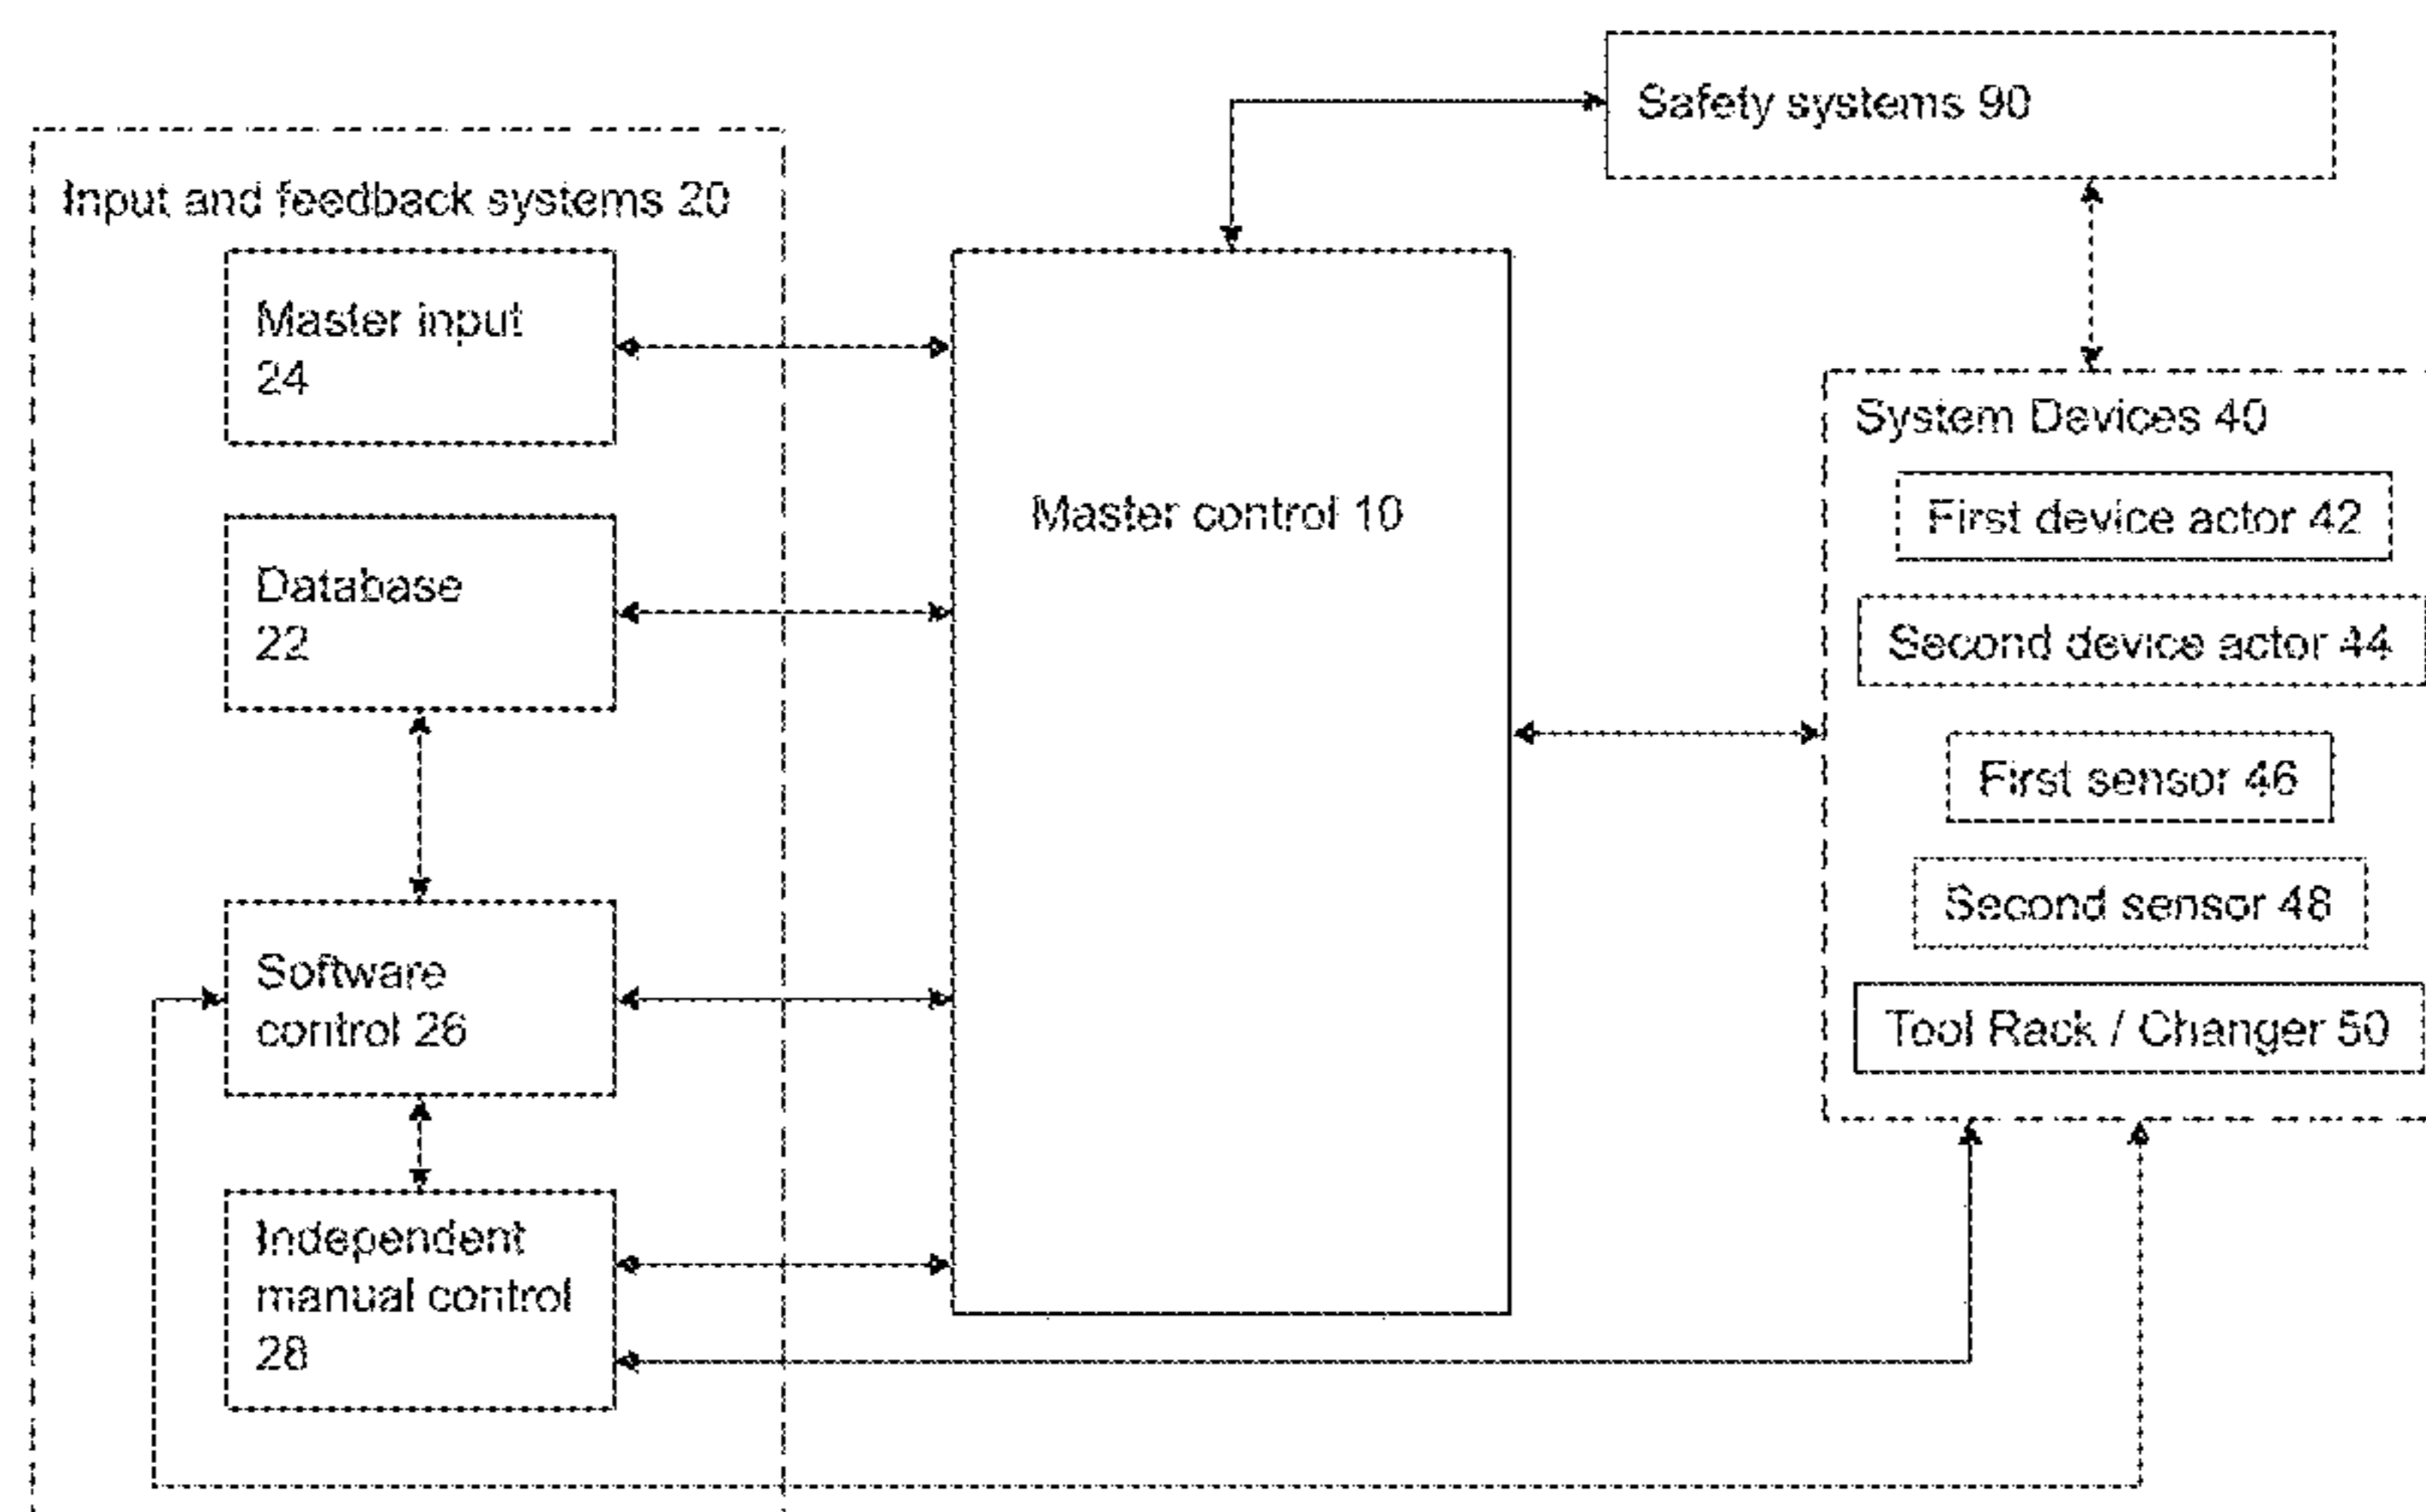 Safety systems 90
Input and feedback systems 20
Master input
24
Master control 10
Database
22
Software
control 26
Independent
manual control
28
System Devices 40
First device actor 42
Second device actor 44
First sensor 46
Second sensor 48
Tool Rack / Changer 50